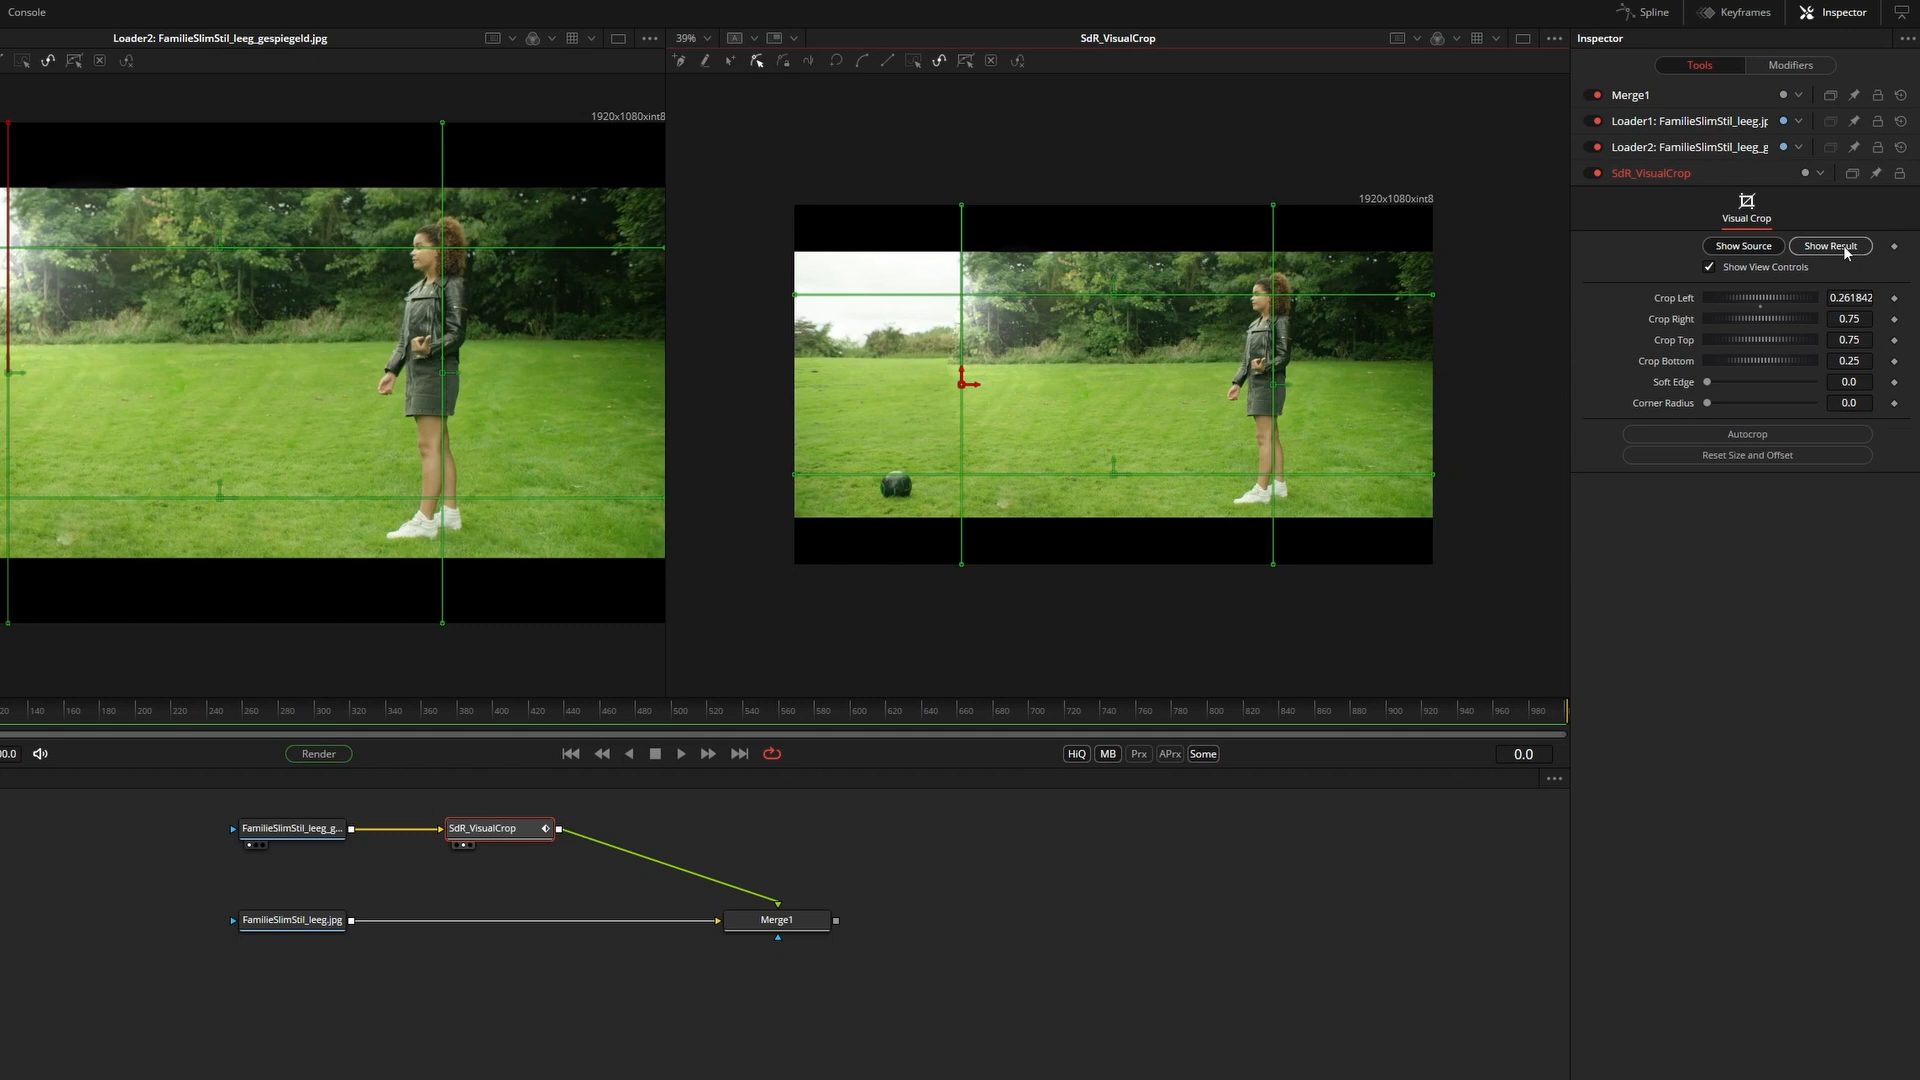 Console
Spline
Keyframes
Inspector
Loader2: FamilieSlimStil_leeg_gespiegeld.jpg
39%
A
SdR_VisualCrop
Inspector
Tools
Modifiers
1920x1080xint8
1920x1080xint8
Merge1
Loader1: FamilieSlimStil_leeg.jp
Loader2: FamilieSlimStil_leeg_g
SdR_VisualCrop
Visual Crop
Show Source
Show Result
Show View Controls
Crop Left 0.261842
Crop Right 0.75
Crop Top 0.75
Crop Bottom 0.25
Soft Edge 0.0
Corner Radius 0.0
Autocrop
Reset Size and Offset
20 140 160 180 200 220 240 260 280 300 320 340 360 380 400 420 440 460 480 500 520 540 560 580 600 620 640 660 680 700 720 740 760 780 800 820 840 860 880 900 920 940 960 980
00.0
Render
HiQ MB Prx APrx Some
0.0
FamilieSlimStil_leeg_g...
SdR_VisualCrop
FamilieSlimStil_leeg.jpg
Merge1